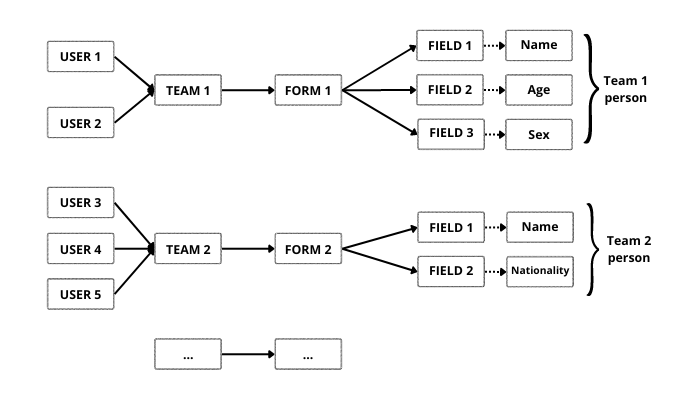 USER 1
USER 2
TEAM 1
FORM 1
FIELD 1
Name
FIELD 2
Age
FIELD 3
Sex
Team 1
person
USER 3
USER 4
USER 5
TEAM 2
FORM 2
FIELD 1
Name
FIELD 2
Nationality
Team 2
person
...
...